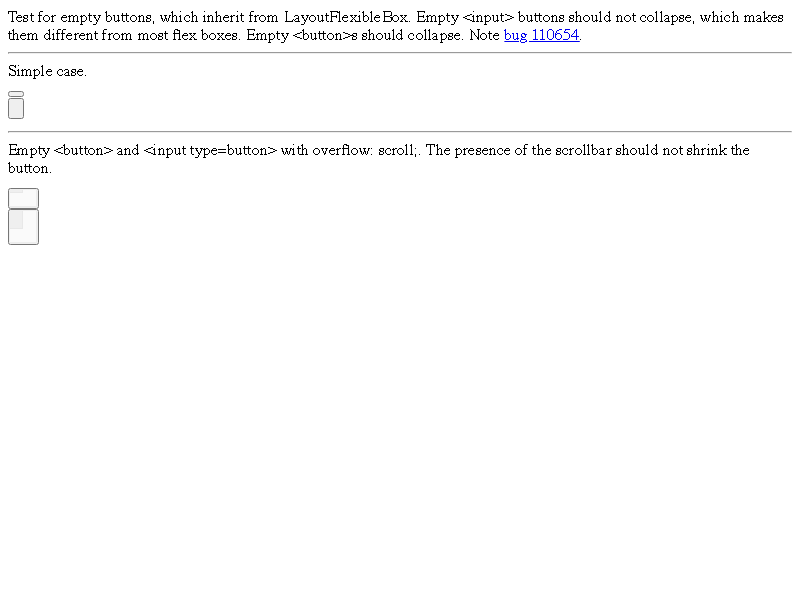 Test for empty buttons, which inherit from LayoutFlexibleBox. Empty <input> buttons should not collapse, which makes
them different from most flex boxes. Empty <button>s should collapse. Note bug 110654.
Simple case.
Empty <button> and <input type=button> with overflow: scroll;. The presence of the scrollbar should not shrink the
button.